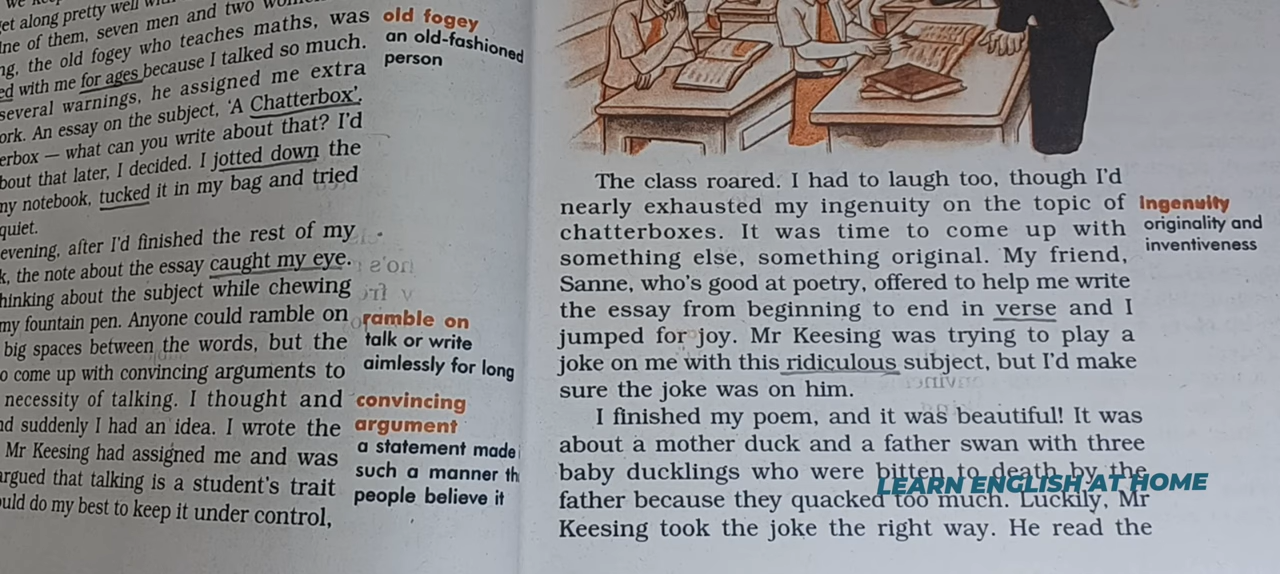 get along pretty well
of them, seven men and two
the old fogey who teaches maths, was
with me for ages because I talked so much.
several warnings, he assigned me extra
An essay on the subject, ‘A Chatterbox’.
— what can you write about that? I’d
that later, I decided. I jotted down the
my notebook, tucked it in my bag and tried
quiet.
evening, after I’d finished the rest of my
the note about the essay caught my eye.
about the subject while chewing
my fountain pen. Anyone could ramble on
big spaces between the words, but the
come up with convincing arguments to
necessity of talking. I thought and
suddenly I had an idea. I wrote the
Mr Keesing had assigned me and was
that talking is a student’s trait
do my best to keep it under control,
old fogey
an old-fashioned
person
ramble on
talk or write
aimlessly for long
convincing
argument
a statement made
such a manner
people believe it
The class roared. I had to laugh too, though I’d
nearly exhausted my ingenuity on the topic of
chatterboxes. It was time to come up with
something else, something original. My friend,
Sanne, who’s good at poetry, offered to help me write
the essay from beginning to end in verse and I
jumped for joy. Mr Keesing was trying to play a
joke on me with this ridiculous subject, but I’d make
sure the joke was on him.
I finished my poem, and it was beautiful! It was
about a mother duck and a father swan with three
baby ducklings who were bitten to death by the
father because they quacked too much. Luckily, Mr
Keesing took the joke the right way. He read the
Ingenuity
originality and
inventiveness
LEARN ENGLISH AT HOME